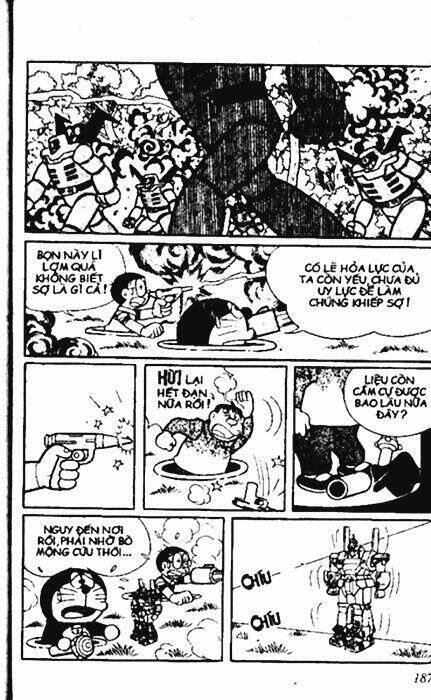 BỌN NÀY LÌ
LỢM QUÁ
KHÔNG BIẾT
SỢ LÀ GÌ CẢ!
CÓ LẼ HỎA LỰC CỦA
TA CÒN YẾU, CHƯA ĐỦ
UY LỰC ĐỂ LÀM
CHÚNG KHIẾP SỢ!
HỪ! LẠI
HẾT ĐẠN
NỮA RỒI!
LIỆU CÒN
CẦM CỰ ĐƯỢC
BAO LÂU NỮA
ĐÂY?
NGUY ĐẾN NƠI
RỒI, PHẢI NHỜ BỒ
MỘNG CỨU THÔI...
CHÍU
CHÍU
187